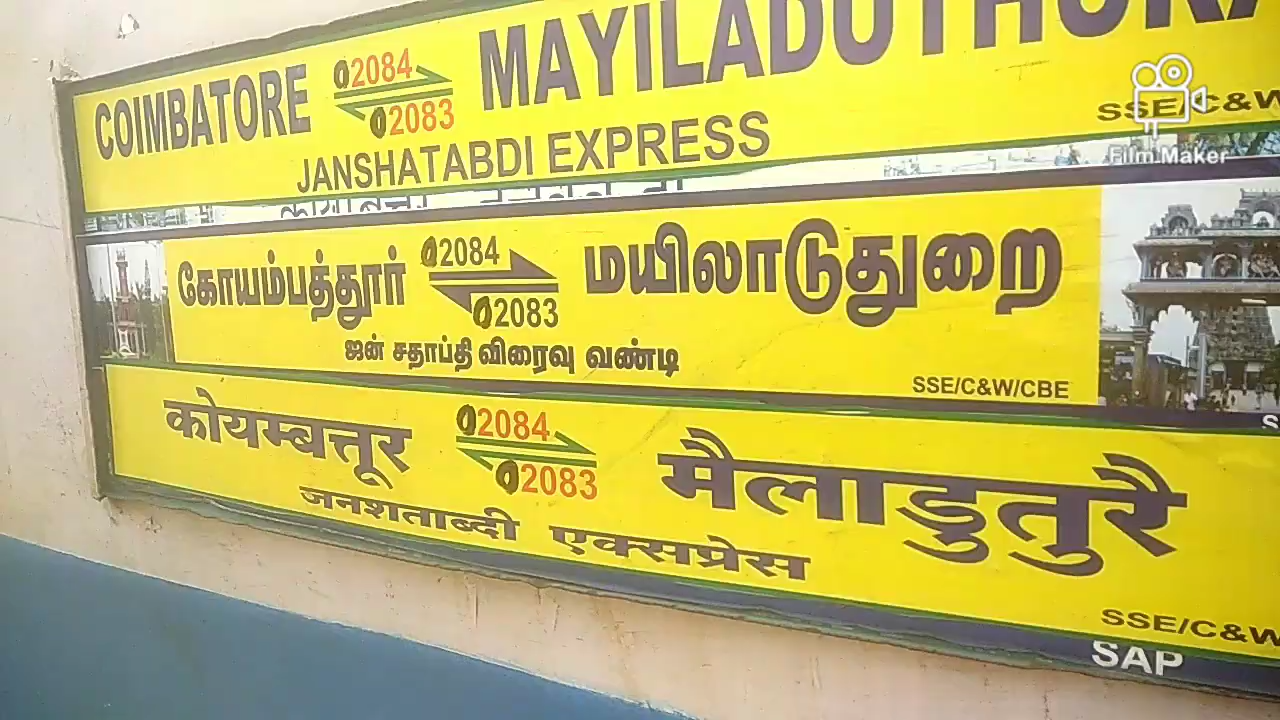 COIMBATORE 02084 MAYILADUTHURA
02083
JANSHATABDI EXPRESS
SSE/C&W
Film Maker
கோயம்பத்தூர் 02084 மயிலாடுதுறை
02083
ஜன் சதாப்தி விரைவு வண்டி
SSE/C&W/CBE
कोयम्बत्तूर 02084 मैलाडुतुरै
02083
जनशताब्दी एक्सप्रेस
SSE/C&W
SAP